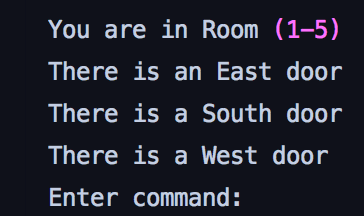 You are in Room (1-5)
There is an East door
There is a South door
There is a West door
Enter command: